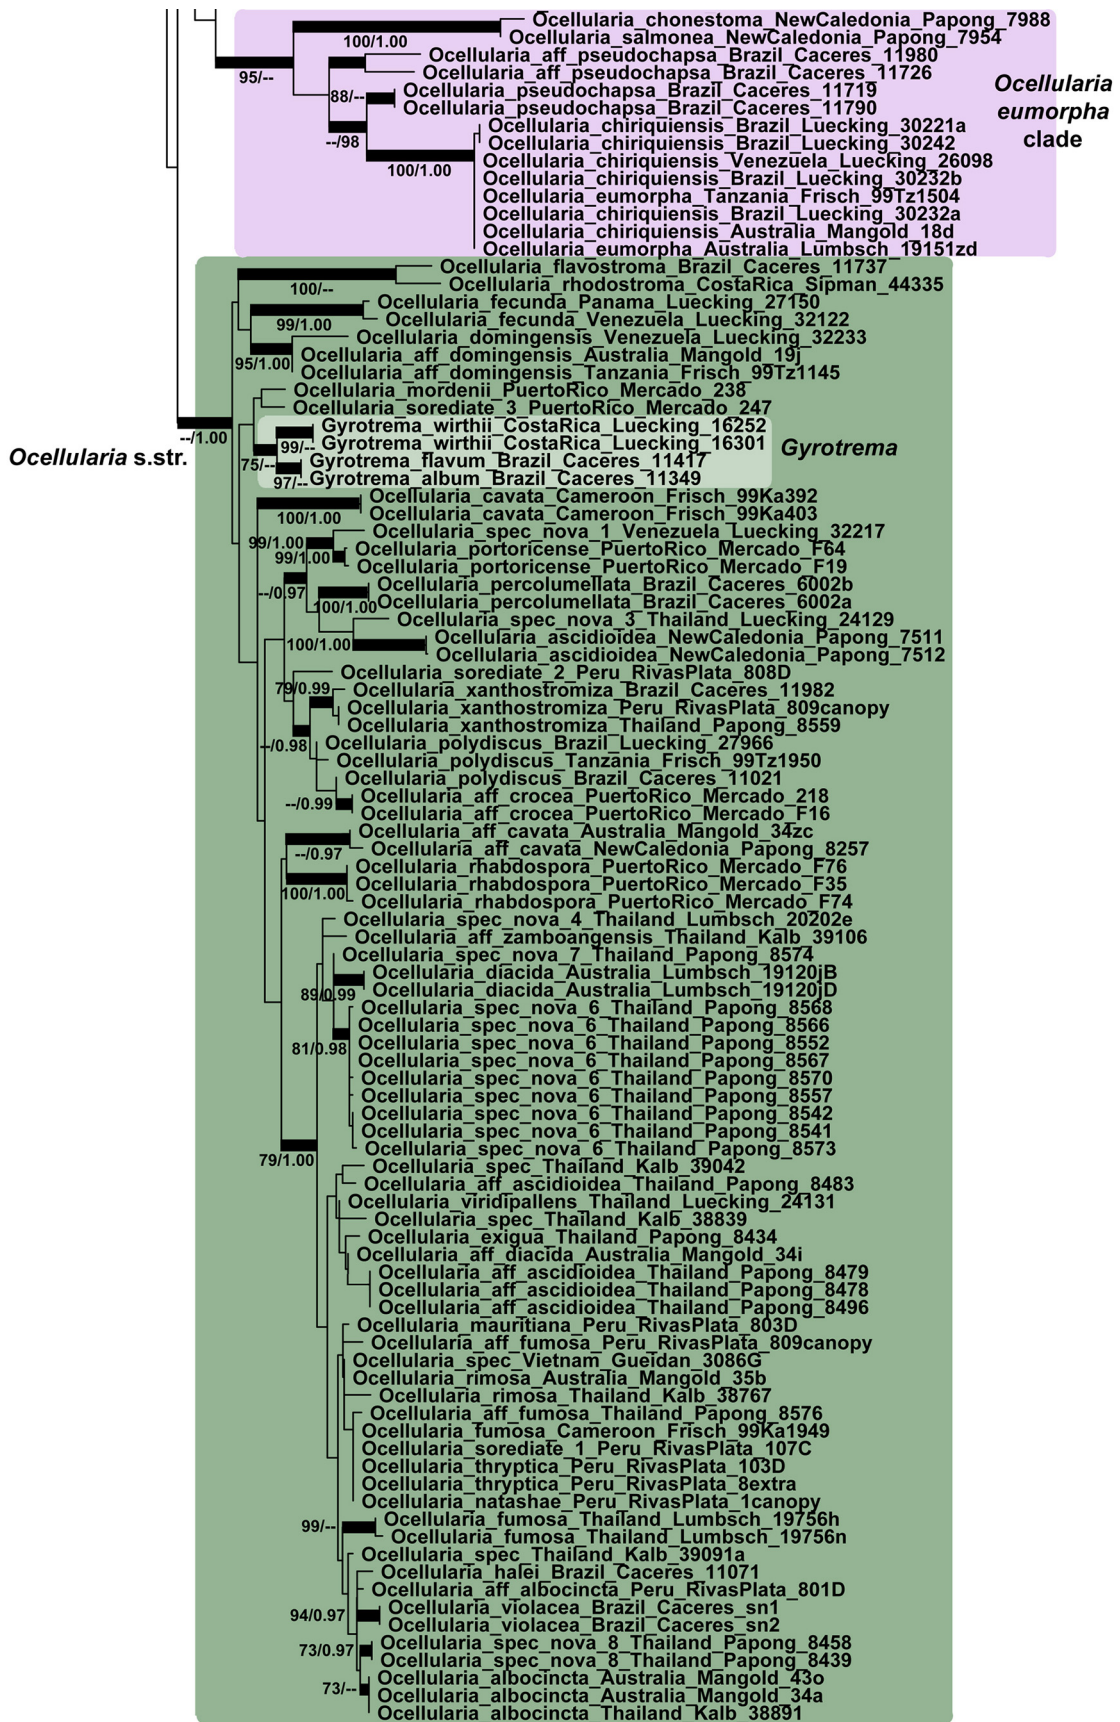 Ocellularia_chonestoma_NewCaledonia_Papong_7988
100/1.00
Ocellularia_salmonea_NewCaledonia_Papong_7954
Ocellularia_aff_pseudochapsa_Brazil_Caceres_11980
95/--
Ocellularia_aff_pseudochapsa_Brazil_Caceres_11726
88/--
Ocellularia_pseudochapsa_Brazil_Caceres_11719
Ocellularia_pseudochapsa_Brazil_Caceres_11790
Ocellularia
eumorpha
clade
Ocellularia_chiriquiensis_Brazil_Luecking_30221a
--/98
Ocellularia_chiriquiensis_Brazil_Luecking_30242
Ocellularia_chiriquiensis_Venezuela_Luecking_26098
100/1.00
Ocellularia_chiriquiensis_Brazil_Luecking_30232b
Ocellularia_eumorpha_Tanzania_Frisch_99Tz1504
Ocellularia_chiriquiensis_Brazil_Luecking_30232a
Ocellularia_chiriquiensis_Australia_Mangold_18d
Ocellularia_eumorpha_Australia_Lumbsch_19151zd
Ocellularia_flavostroma_Brazil_Caceres_11737
100/--
Ocellularia_rhodostroma_CostaRica_Sipman_44335
Ocellularia_fecunda_Panama_Luecking_27150
99/1.00
Ocellularia_fecunda_Venezuela_Luecking_32122
Ocellularia_domingensis_Venezuela_Luecking_32233
95/1.00
Ocellularia_aff_domingensis_Australia_Mangold_19j
Ocellularia_aff_domingensis_Tanzania_Frisch_99Tz1145
Ocellularia_mordenii_PuertoRico_Mercado_238
Ocellularia_sorediate_3_PuertoRico_Mercado_247
--/1.00
Ocellularia s.str.
Gyrotrema_wirthii_CostaRica_Luecking_16252
99/--
Gyrotrema_wirthii_CostaRica_Luecking_16301
Gyrotrema
75/--
Gyrotrema_flavum_Brazil_Caceres_11417
97/--
Gyrotrema_album_Brazil_Caceres_11349
Ocellularia_cavata_Cameroon_Frisch_99Ka392
100/1.00
Ocellularia_cavata_Cameroon_Frisch_99Ka403
Ocellularia_spec_nova_1_Venezuela_Luecking_32217
99/1.00
Ocellularia_portoricense_PuertoRico_Mercado_F64
99/1.00
Ocellularia_portoricense_PuertoRico_Mercado_F19
--/0.97
Ocellularia_percolumellata_Brazil_Caceres_6002b
100/1.00
Ocellularia_percolumellata_Brazil_Caceres_6002a
Ocellularia_spec_nova_3_Thailand_Luecking_24129
Ocellularia_ascidioidea_NewCaledonia_Papong_7511
100/1.00
Ocellularia_ascidioidea_NewCaledonia_Papong_7512
Ocellularia_sorediate_2_Peru_RivasPlata_808D
79/0.99
Ocellularia_xanthostromiza_Brazil_Caceres_11982
Ocellularia_xanthostromiza_Peru_RivasPlata_809canopy
Ocellularia_xanthostromiza_Thailand_Papong_8559
--/0.98
Ocellularia_polydiscus_Brazil_Luecking_27966
Ocellularia_polydiscus_Tanzania_Frisch_99Tz1950
Ocellularia_polydiscus_Brazil_Caceres_11021
--/0.99
Ocellularia_aff_crocea_PuertoRico_Mercado_218
Ocellularia_aff_crocea_PuertoRico_Mercado_F16
Ocellularia_aff_cavata_Australia_Mangold_34zc
--/0.97
Ocellularia_aff_cavata_NewCaledonia_Papong_8257
Ocellularia_rhabdospora_PuertoRico_Mercado_F76
100/1.00
Ocellularia_rhabdospora_PuertoRico_Mercado_F35
Ocellularia_rhabdospora_PuertoRico_Mercado_F74
Ocellularia_spec_nova_4_Thailand_Lumbsch_20202e
Ocellularia_aff_zamboangensis_Thailand_Kalb_39106
Ocellularia_spec_nova_7_Thailand_Papong_8574
Ocellularia_diacida_Australia_Lumbsch_19120jB
89/0.99
Ocellularia_diacida_Australia_Lumbsch_19120jD
Ocellularia_spec_nova_6_Thailand_Papong_8568
Ocellularia_spec_nova_6_Thailand_Papong_8566
81/0.98
Ocellularia_spec_nova_6_Thailand_Papong_8552
Ocellularia_spec_nova_6_Thailand_Papong_8567
Ocellularia_spec_nova_6_Thailand_Papong_8570
Ocellularia_spec_nova_6_Thailand_Papong_8557
Ocellularia_spec_nova_6_Thailand_Papong_8542
Ocellularia_spec_nova_6_Thailand_Papong_8541
Ocellularia_spec_nova_6_Thailand_Papong_8573
79/1.00
Ocellularia_spec_Thailand_Kalb_39042
Ocellularia_aff_ascidioidea_Thailand_Papong_8483
Ocellularia_viridipallens_Thailand_Luecking_24131
Ocellularia_spec_Thailand_Kalb_38839
Ocellularia_exigua_Thailand_Papong_8434
Ocellularia_aff_diacida_Australia_Mangold_34i
Ocellularia_aff_ascidioidea_Thailand_Papong_8479
Ocellularia_aff_ascidioidea_Thailand_Papong_8478
Ocellularia_aff_ascidioidea_Thailand_Papong_8496
Ocellularia_mauritiana_Peru_RivasPlata_803D
Ocellularia_aff_fumosa_Peru_RivasPlata_809canopy
Ocellularia_spec_Vietnam_Gueidan_3086G
Ocellularia_rimosa_Australia_Mangold_35b
Ocellularia_rimosa_Thailand_Kalb_38767
Ocellularia_aff_fumosa_Thailand_Papong_8576
Ocellularia_fumosa_Cameroon_Frisch_99Ka1949
Ocellularia_sorediate_1_Peru_RivasPlata_107C
Ocellularia_thryptica_Peru_RivasPlata_103D
Ocellularia_thryptica_Peru_RivasPlata_8extra
Ocellularia_natashae_Peru_RivasPlata_1canopy
99/--
Ocellularia_fumosa_Thailand_Lumbsch_19756h
Ocellularia_fumosa_Thailand_Lumbsch_19756n
Ocellularia_spec_Thailand_Kalb_39091a
Ocellularia_halei_Brazil_Caceres_11071
Ocellularia_aff_albocincta_Peru_RivasPlata_801D
94/0.97
Ocellularia_violacea_Brazil_Caceres_sn1
Ocellularia_violacea_Brazil_Caceres_sn2
73/0.97
Ocellularia_spec_nova_8_Thailand_Papong_8458
Ocellularia_spec_nova_8_Thailand_Papong_8439
73/--
Ocellularia_albocincta_Australia_Mangold_43o
Ocellularia_albocincta_Australia_Mangold_34a
Ocellularia_albocincta_Thailand_Kalb_38891